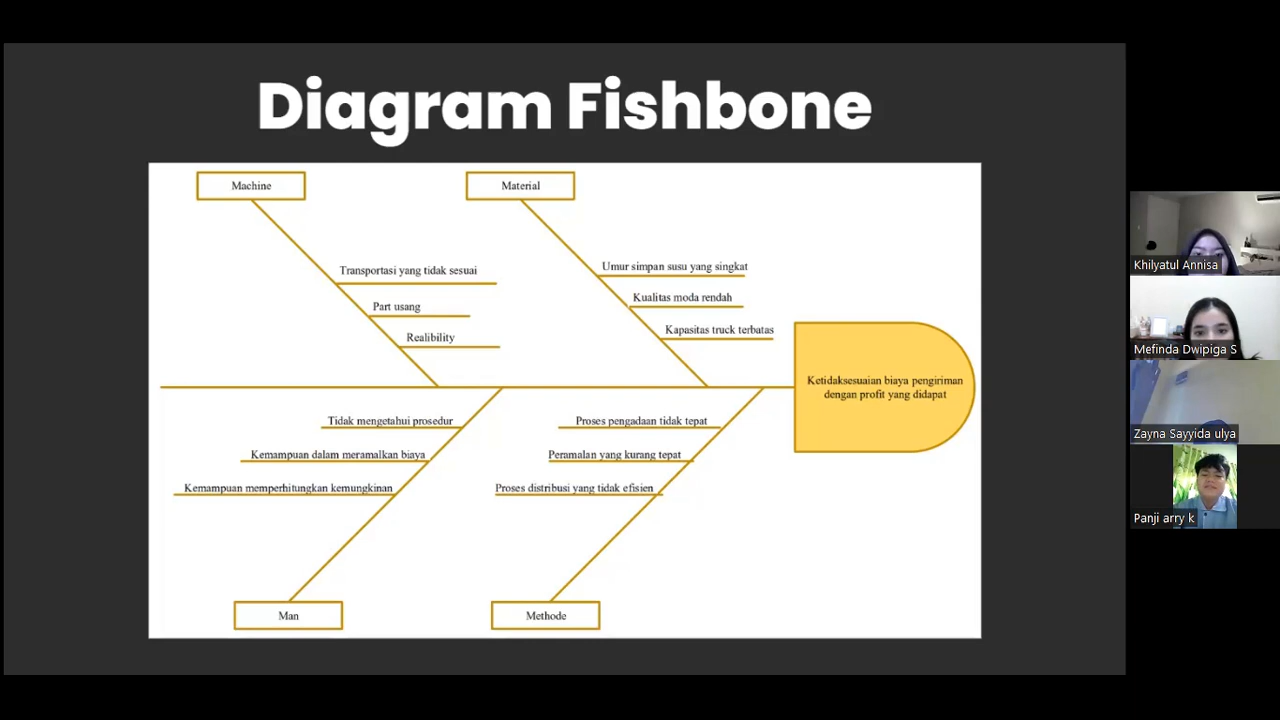 Diagram Fishbone
Machine
Material
Transportasi yang tidak sesuai
Part usang
Realibility
Umur simpan susu yang singkat
Kualitas moda rendah
Kapasitas truck terbatas
Ketidaksesuaian biaya pengiriman
dengan profit yang didapat
Tidak mengetahui prosedur
Kemampuan dalam meramalkan biaya
Kemampuan memperhitungkan kemungkinan
Proses pengadaan tidak tepat
Peramalan yang kurang tepat
Proses distribusi yang tidak efisien
Man
Methode
Khilyatul Annisa
Mefinda Dwipiga S
Zayna Sayyida ulya
Panji arry k